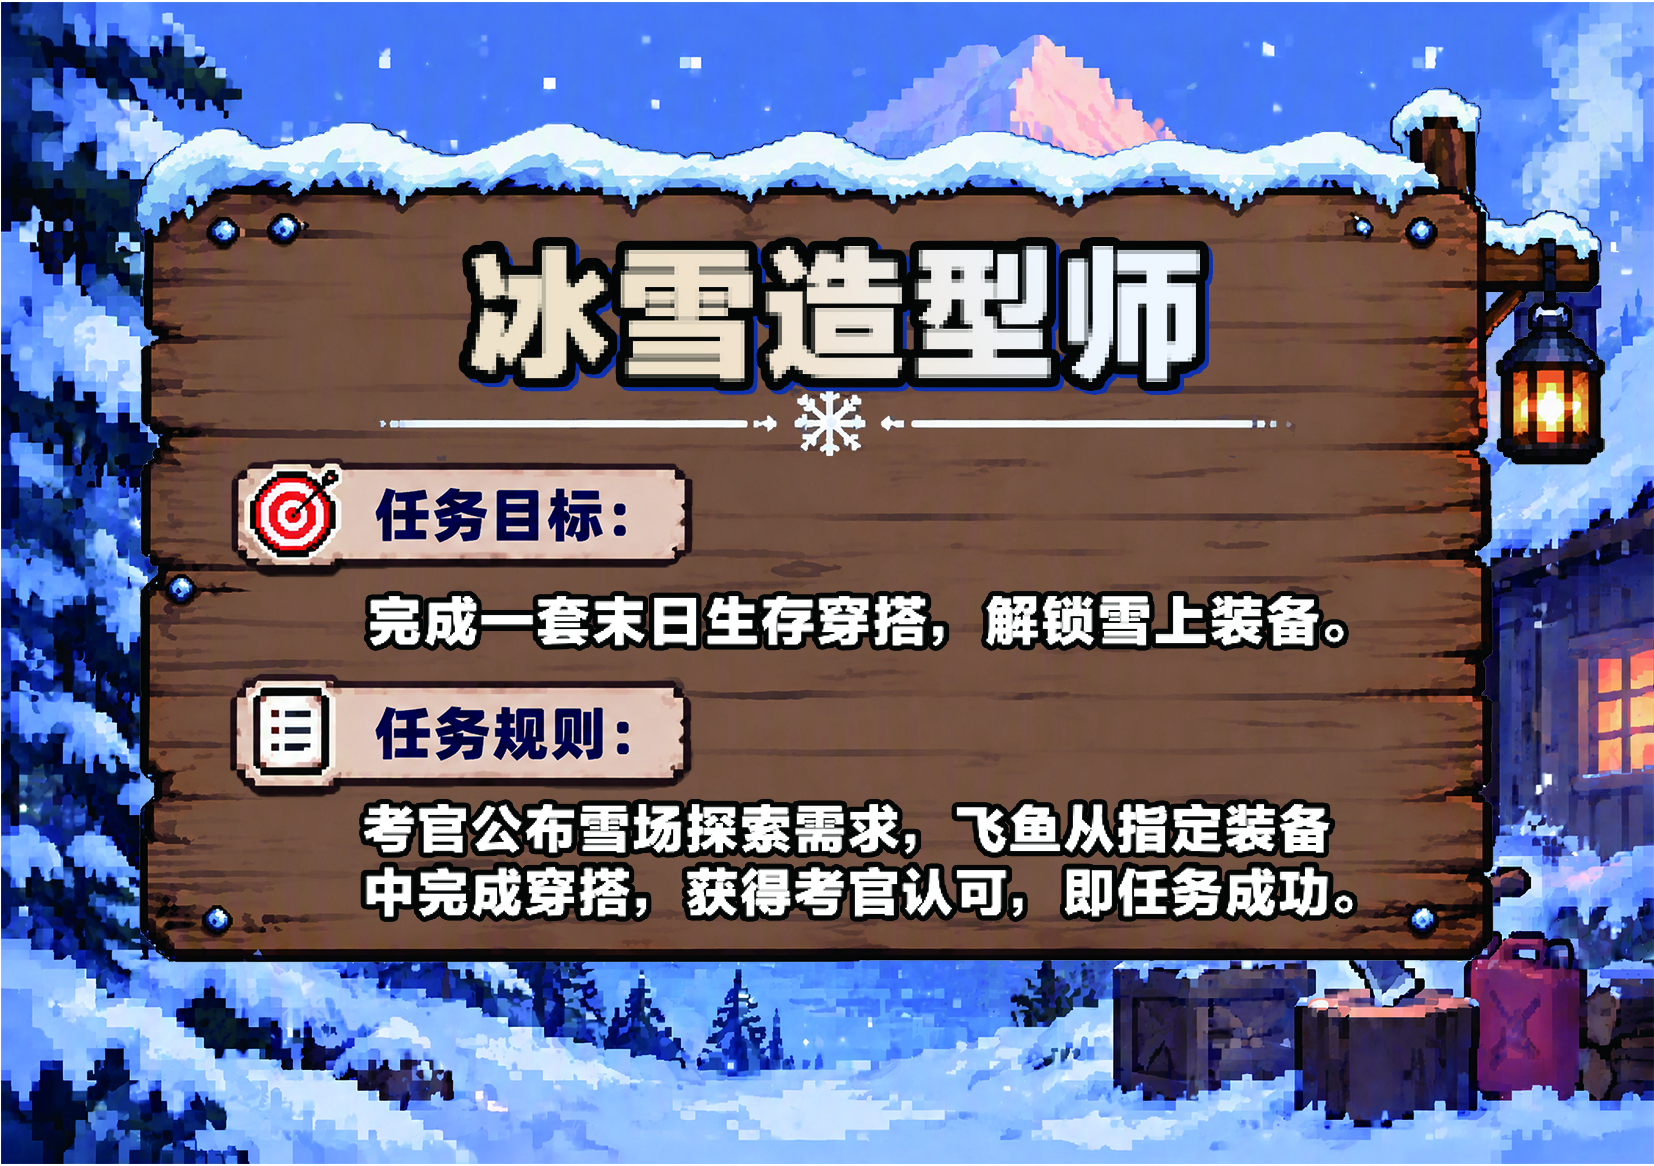 冰雪造型师
任务目标：
完成一套末日生存穿搭，解锁雪上装备。
任务规则：
考官公布雪场探索需求，飞鱼从指定装备
中完成穿搭，获得考官认可，即任务成功。